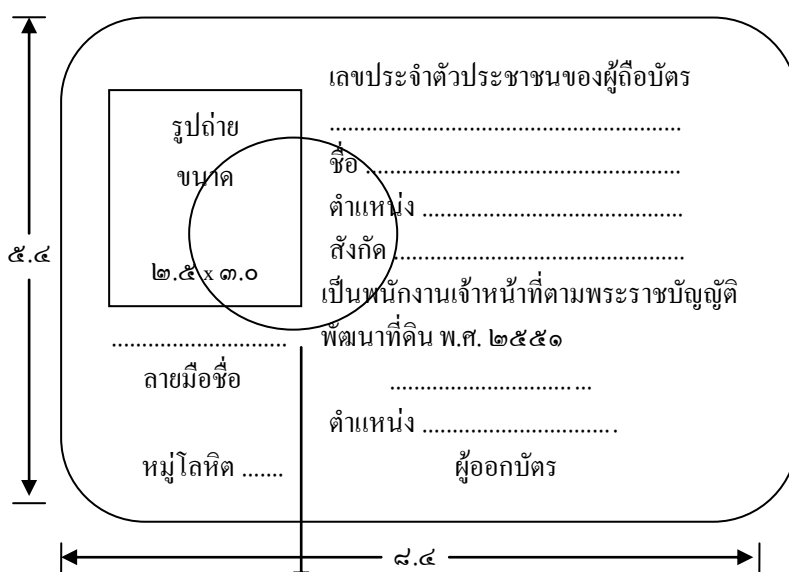 เลขประจำตัวประชาชนของผู้ถือบัตร
......................................................
รูปถ่าย
ขนาด
๒.๕ x ๓.๐
ชื่อ ................................................
ตำแหน่ง ........................................
สังกัด .............................................
เป็นพนักงานเจ้าหน้าที่ตามพระราชบัญญัติ
พัฒนาที่ดิน พ.ศ. ๒๕๕๑
...........................
ลายมือชื่อ
หมู่โลหิต .......
...............................
ตำแหน่ง ..............................
ผู้ออกบัตร
๕.๔
๘.๔